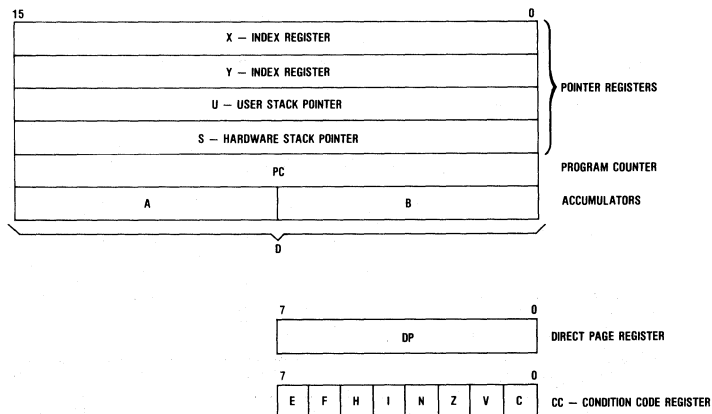 15 0
X — INDEX REGISTER
Y — INDEX REGISTER
U — USER STACK POINTER
S — HARDWARE STACK POINTER
POINTER REGISTERS
PC
PROGRAM COUNTER
A B
ACCUMULATORS
D
7 0
DP
DIRECT PAGE REGISTER
7 0
E F H I N Z V C
CC — CONDITION CODE REGISTER